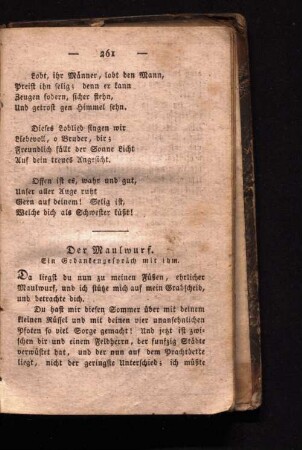 — 261 —
Lobt, ihr Männer, lobt den Mann,
Preist ihn selig; denn er kann
Zeugen fodern, sicher stehn,
Und getrost gen Himmel sehn.
Dieses Loblied singen wir
Liebevoll, o Bruder, dir;
Freundlich fällt der Sonne Licht
Auf dein treues Angesicht.
Offen ist es, wahr und gut,
Unser aller Auge ruht
Gern auf deinem! Selig ist,
Welche dich als Schwester küßt!
Der Maulwurf.
Ein Gedankengespräch mit ihm.
Da liegst du nun zu meinen Füßen, ehrlicher
Maulwurf, und ich stütze mich auf mein Grabscheid,
und betrachte dich.
Du hast mir diesen Sommer über mit deinem
kleinen Rüssel und mit deinen vier unansehnlichen
Pfoten so viel Sorge gemacht! Und jetzt ist zwi-
schen dir und einem Feldherrn, der funfzig Städte
verwüstet hat, und der nun auf dem Prachtbette
liegt, nicht der geringste Unterschied; ich müßte